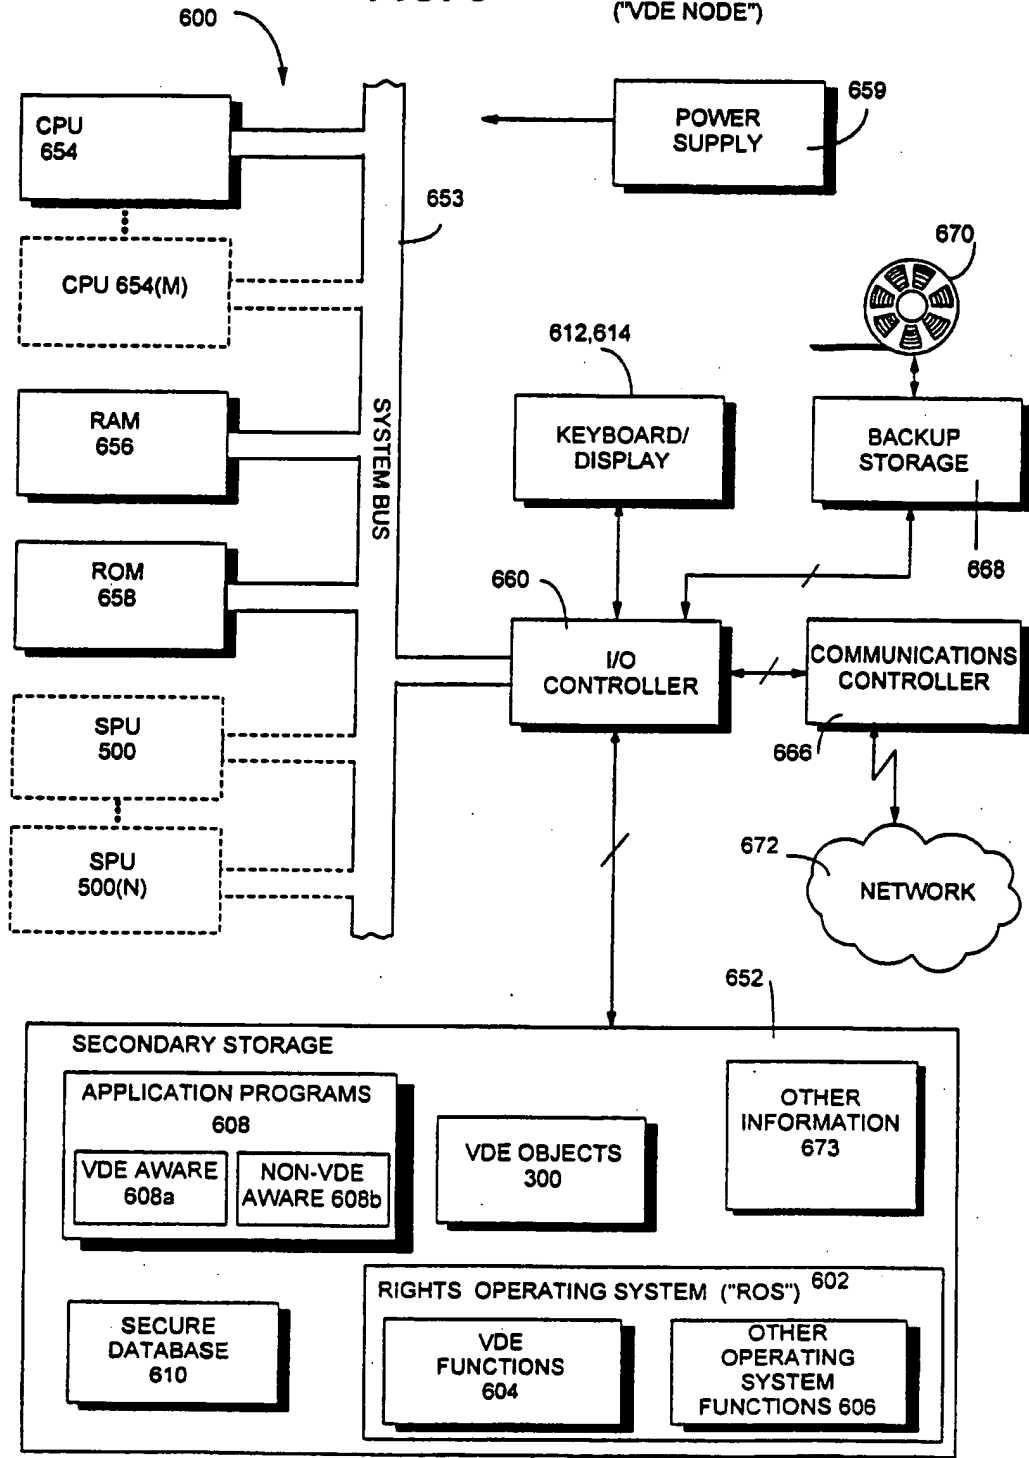 ("VDE NODE")
600
CPU
654
POWER
SUPPLY
659
653
CPU 654(M)
670
612,614
RAM
656
SYSTEM BUS
KEYBOARD/
DISPLAY
BACKUP
STORAGE
668
ROM
658
660
I/O
CONTROLLER
COMMUNICATIONS
CONTROLLER
666
SPU
500
SPU
500(N)
672
NETWORK
652
SECONDARY STORAGE
APPLICATION PROGRAMS
608
VDE AWARE
608a
NON-VDE
AWARE 608b
VDE OBJECTS
300
OTHER
INFORMATION
673
SECURE
DATABASE
610
RIGHTS OPERATING SYSTEM ("ROS") 602
VDE
FUNCTIONS
604
OTHER
OPERATING
SYSTEM
FUNCTIONS 606